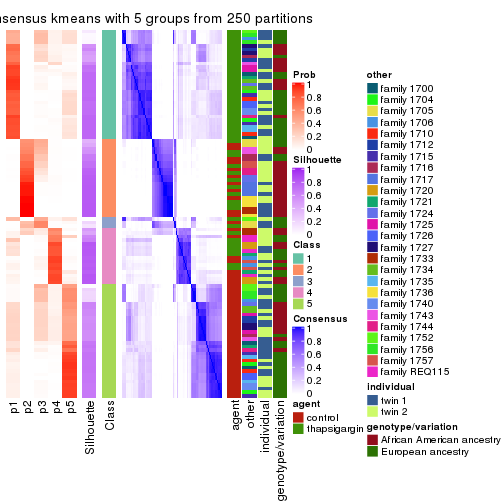 nsensus kmeans with 5 groups from 250 partitions
p1
p2
p3
p4
p5
Silhouette
Class
agent
other
individual
genotype/variation
Prob
1
0.8
0.6
0.4
0.2
0
Silhouette
1
0.8
0.6
0.4
0.2
0
Class
1
2
3
4
5
Consensus
1
0.8
0.6
0.4
0.2
0
agent
control
thapsigargin
other
family 1700
family 1704
family 1705
family 1706
family 1710
family 1712
family 1715
family 1716
family 1717
family 1720
family 1721
family 1724
family 1725
family 1726
family 1727
family 1733
family 1734
family 1735
family 1736
family 1740
family 1743
family 1744
family 1752
family 1756
family 1757
family REQ115
individual
twin 1
twin 2
genotype/variation
African American ancestry
European ancestry